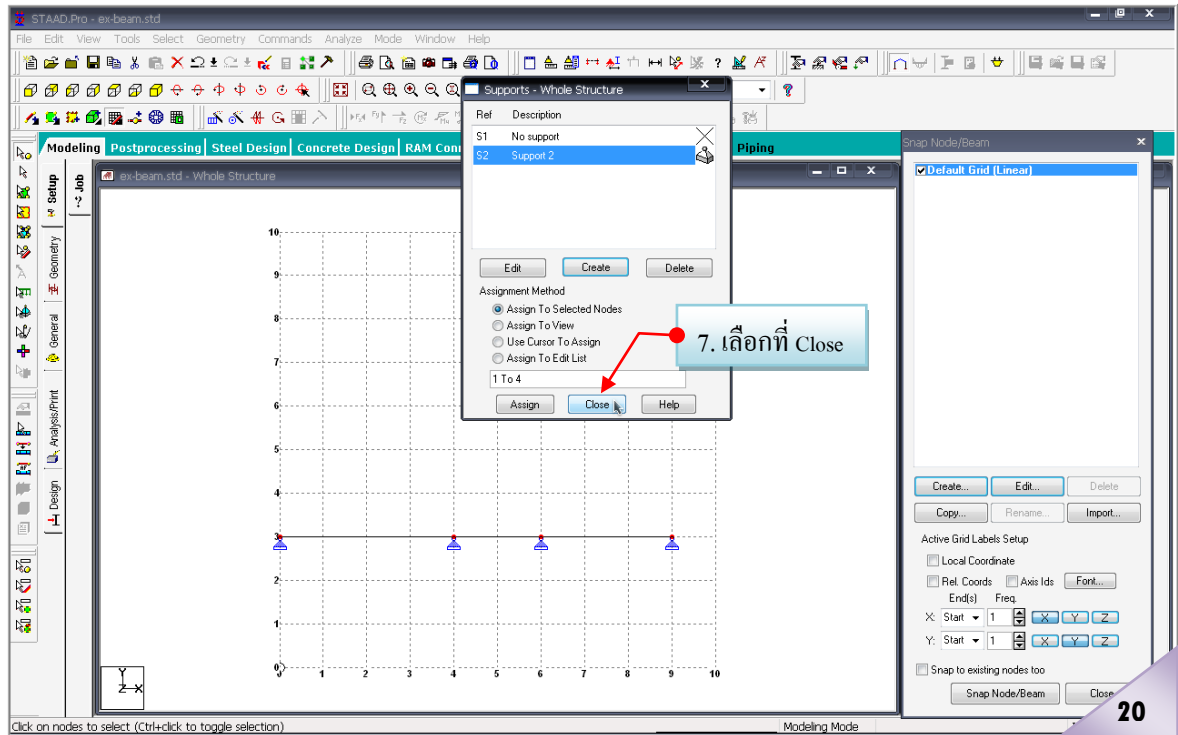 STAAD.Pro - ex-beam.std
File Edit View Tools Select Geometry Commands Analyze Mode Window Help
Modeling Postprocessing Steel Design Concrete Design RAM Conn Piping
Supports - Whole Structure
Ref Description
S1 No support
S2 Support 2
Edit Create Delete
Assignment Method
Assign To Selected Nodes
Assign To View
Use Cursor To Assign
Assign To Edit List
1 To 4
Assign Close Help
7. เลือกที่ Close
ex-beam.std - Whole Structure
Job
Setup
Geometry
General
Analysis/Print
Design
10
9
8
7
6
5
4
3
2
1
0
1 2 3 4 5 6 7 8 9 10
Y
Z X
Snap Node/Beam
Default Grid (Linear)
Create... Edit... Delete
Copy... Rename... Import...
Active Grid Labels Setup
Local Coordinate
Rel. Coords Axis Ids Font...
End(s) Freq.
X: Start 1 X Y Z
Y: Start 1 X Y Z
Snap to existing nodes too
Snap Node/Beam Close
20
Click on nodes to select (Ctrl+click to toggle selection) Modeling Mode